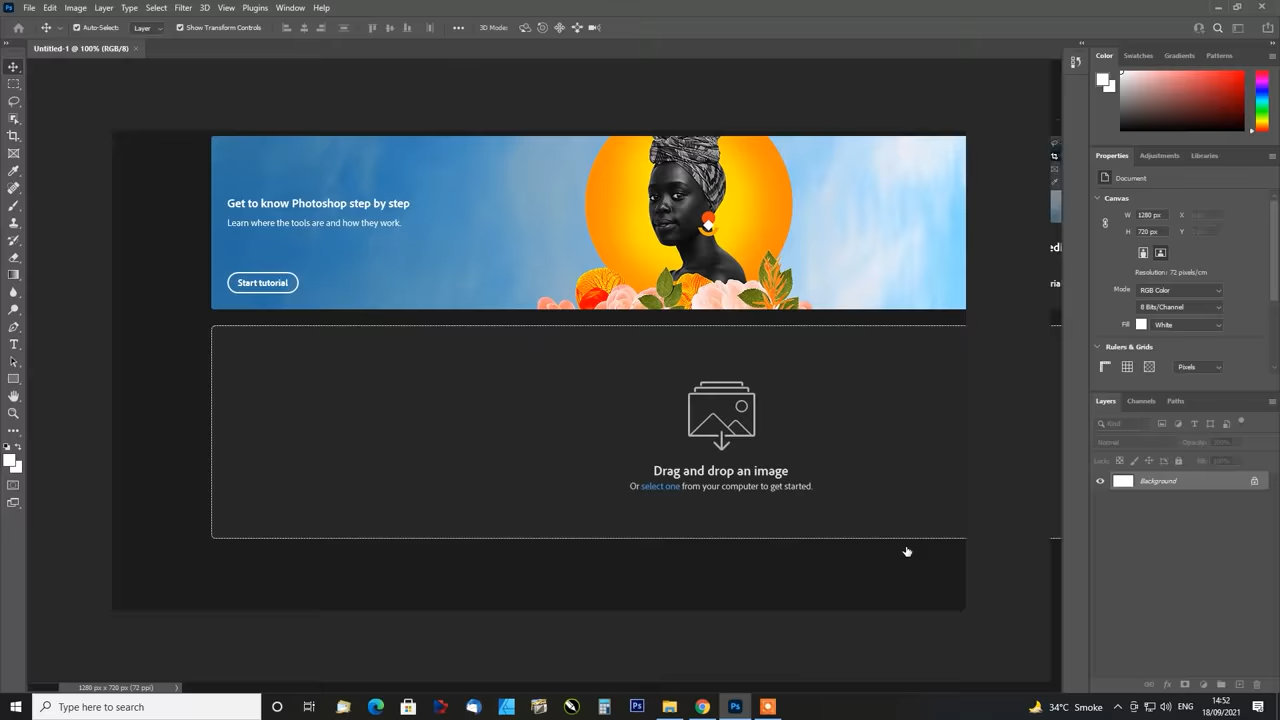 Ps File Edit Image Layer Type Select Filter 3D View Plugins Window Help
Auto-Select: Layer Show Transform Controls 3D Mode:
Untitled-1 @ 100% (RGB/8)
Get to know Photoshop step by step
Learn where the tools are and how they work.
Start tutorial
Drag and drop an image
Or select one from your computer to get started.
Color Swatches Gradients Patterns
Properties Adjustments Libraries
Document
Canvas
W 1280 px X
H 720 px Y
Resolution: 72 pixels/cm
Mode RGB Color
8 Bits/Channel
Fill White
Rulers & Grids
Pixels
Layers Channels Paths
Kind
Normal Opacity: 100%
Lock: Fill: 100%
Background
1280 px x 720 px (72 ppi)
Type here to search
Ps Ps
34°C Smoke
ENG
14:52
18/09/2021